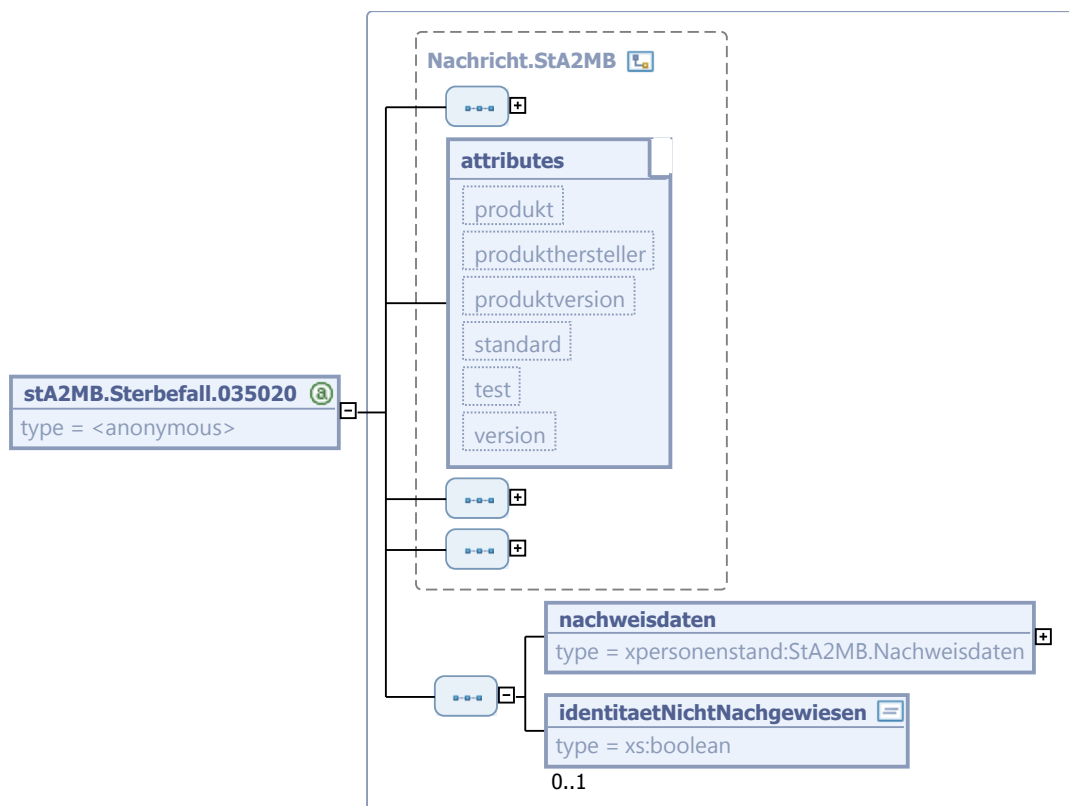 Nachricht.StA2MB
attributes
produkt
produkthersteller
produktversion
standard
test
version
stA2MB.Sterbefall.035020
type = <anonymous>
nachweisdaten
type = xpersonenstand:StA2MB.Nachweisdaten
identitaetNichtNachgewiesen
type = xs:boolean
0..1